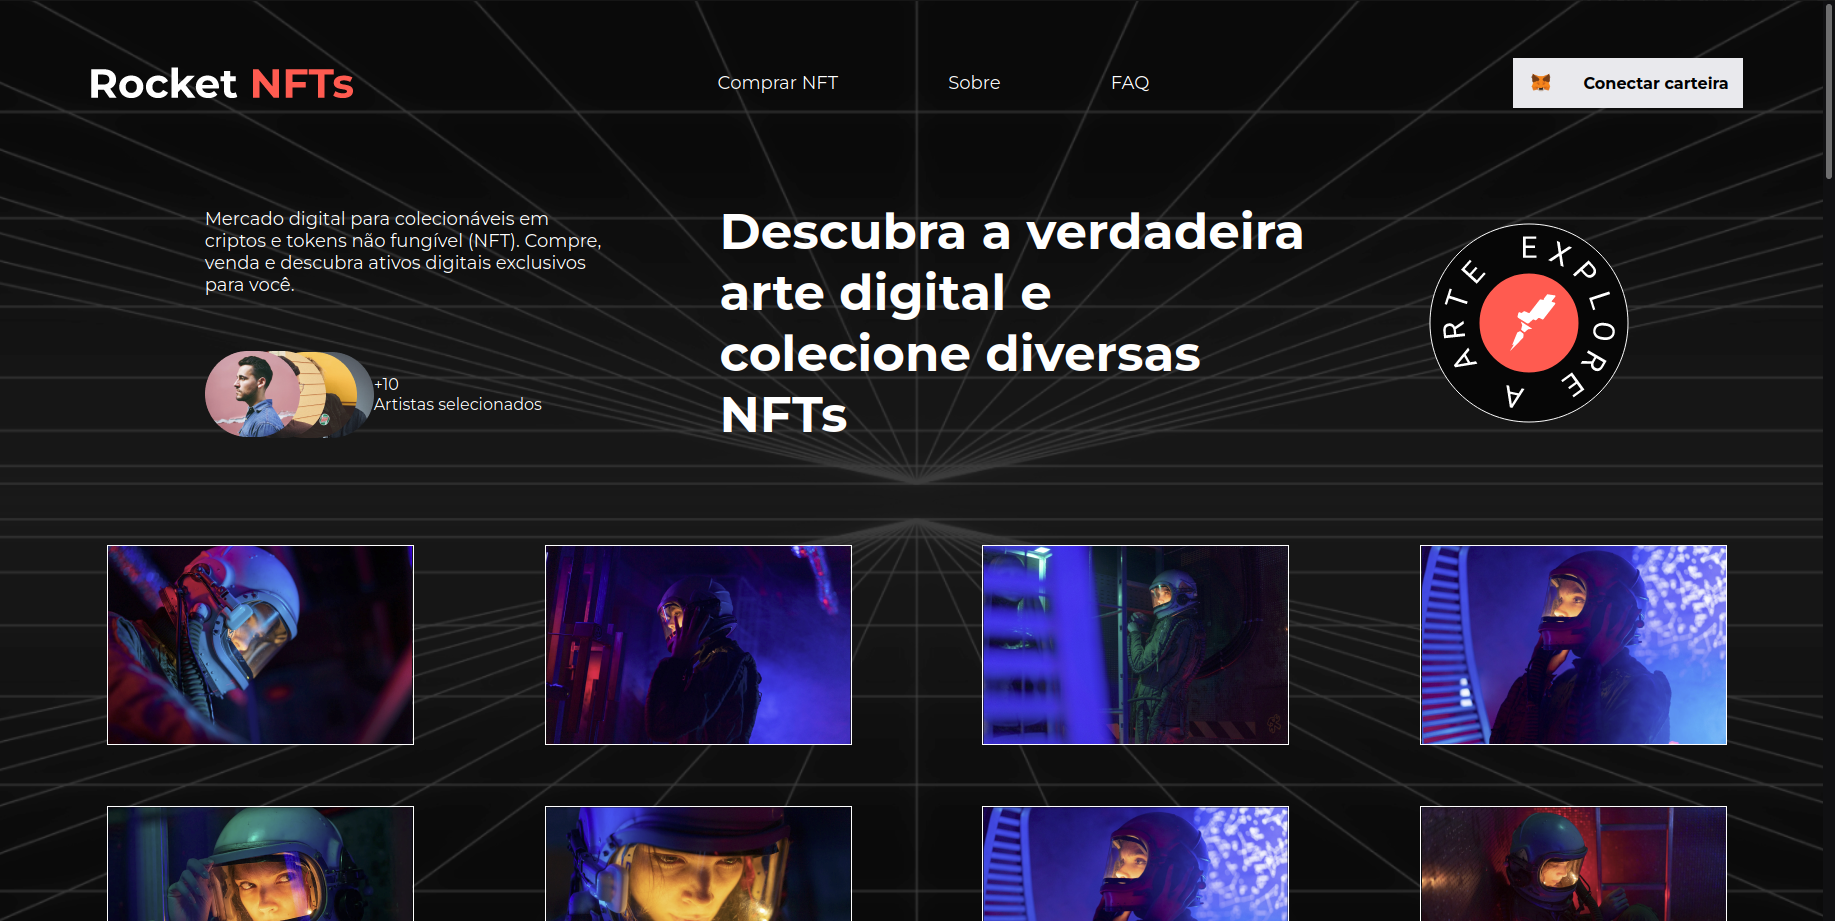 Rocket NFTs
Comprar NFT
Sobre
FAQ
Conectar carteira
Mercado digital para colecionáveis em
criptos e tokens não fungível (NFT). Compre,
venda e descubra ativos digitais exclusivos
para você.
+10
Artistas selecionados
Descubra a verdadeira
arte digital e
colecione diversas
NFTs
EXPLORE A ARTE